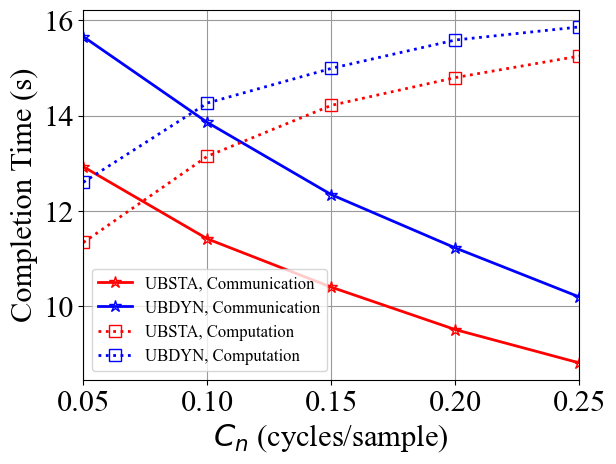 16
14
12
10
Completion Time (s)
UBSTA, Communication
UBDYN, Communication
UBSTA, Computation
UBDYN, Computation
0.05 0.10 0.15 0.20 0.25
Cₙ (cycles/sample)